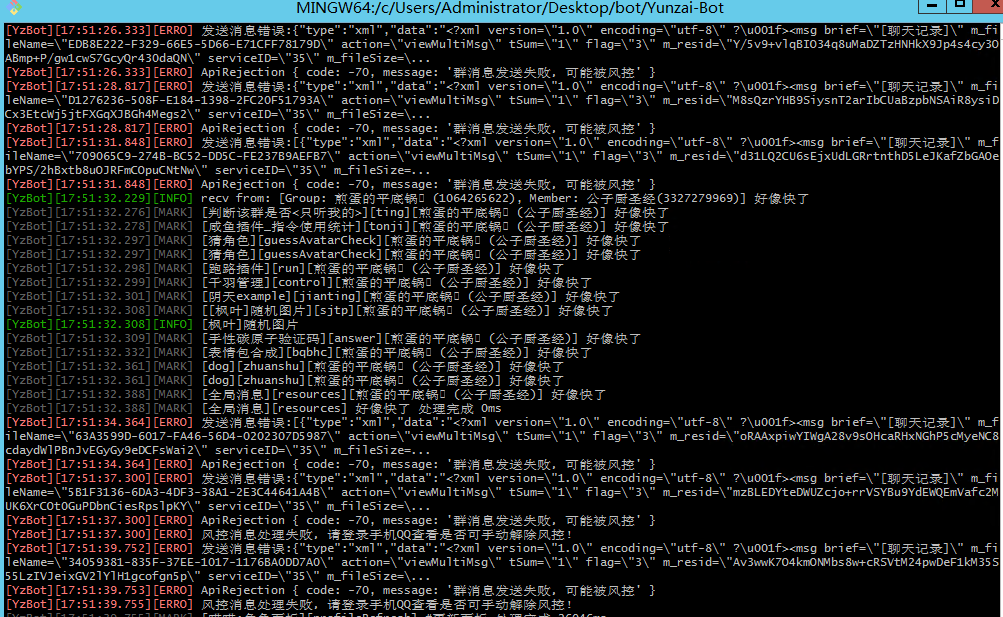 MINGW64:/c/Users/Administrator/Desktop/bot/Yunzai-Bot
[YzBot][17:51:26.333][ERRO] 发送消息错误:{"type":"xml","data":"<?xml version=\"1.0\" encoding=\"utf-8\" ?\u001f><msg brief=\"[聊天记录]\" m_fi
leName=\"EDB8E222-F329-66E5-5D66-E71CFF78179D\" action=\"viewMultiMsg\" tSum=\"1\" flag=\"3\" m_resid=\"Y/5v9+vlqBIO34q8uMaDZTzHNHkX9Jp4s4cy3O
ABmp+P/gw1cwS7GcyQr43OdaQN\" serviceID=\"35\" m_fileSize=\...
[YzBot][17:51:26.333][ERRO] ApiRejection { code: -70, message: '群消息发送失败，可能被风控' }
[YzBot][17:51:28.817][ERRO] 发送消息错误:{"type":"xml","data":"<?xml version=\"1.0\" encoding=\"utf-8\" ?\u001f><msg brief=\"[聊天记录]\" m_fi
leName=\"D1276236-508F-E184-1398-2FC20F51793A\" action=\"viewMultiMsg\" tSum=\"1\" flag=\"3\" m_resid=\"M8sQzrYHB9SiysnT2arIbCUaBzpbNSAiR8ysiD
Cx3EtcWj5jtFXGqXJBGh4Megs2\" serviceID=\"35\" m_fileSize=\...
[YzBot][17:51:28.817][ERRO] ApiRejection { code: -70, message: '群消息发送失败，可能被风控' }
[YzBot][17:51:31.848][ERRO] 发送消息错误:[{"type":"xml","data":"<?xml version=\"1.0\" encoding=\"utf-8\" ?\u001f><msg brief=\"[聊天记录]\" m_f
ileName=\"709065C9-274B-BC52-DD5C-FE237B9AEFB7\" action=\"viewMultiMsg\" tSum=\"1\" flag=\"3\" m_resid=\"d31LQ2CU6sEjxUdLGRrtnthD5LeJKafZbGAOe
bYPS/2hBxtb8uOJRFmCOpuCNtNw\" serviceID=\"35\" m_fileSize=...
[YzBot][17:51:31.848][ERRO] ApiRejection { code: -70, message: '群消息发送失败，可能被风控' }
[YzBot][17:51:32.229][INFO] recv from: [Group: 煎蛋的平底锅 (1064265622), Member: 公子厨圣经(3327279969)] 好像快了
[YzBot][17:51:32.276][MARK] [判断该群是否<只听我的>][ting][煎蛋的平底锅 (公子厨圣经)] 好像快了
[YzBot][17:51:32.278][MARK] [咸鱼插件_指令使用统计][tonji][煎蛋的平底锅 (公子厨圣经)] 好像快了
[YzBot][17:51:32.297][MARK] [猜角色][guessAvatarCheck][煎蛋的平底锅 (公子厨圣经)] 好像快了
[YzBot][17:51:32.297][MARK] [猜角色][guessAvatarCheck][煎蛋的平底锅 (公子厨圣经)] 好像快了
[YzBot][17:51:32.298][MARK] [跑路插件][run][煎蛋的平底锅 (公子厨圣经)] 好像快了
[YzBot][17:51:32.299][MARK] [千羽管理][control][煎蛋的平底锅 (公子厨圣经)] 好像快了
[YzBot][17:51:32.301][MARK] [阴天example][jianting][煎蛋的平底锅 (公子厨圣经)] 好像快了
[YzBot][17:51:32.308][MARK] [[枫叶]随机图片][sjtp][煎蛋的平底锅 (公子厨圣经)] 好像快了
[YzBot][17:51:32.308][INFO] [枫叶]随机图片
[YzBot][17:51:32.309][MARK] [手性碳原子验证码][answer][煎蛋的平底锅 (公子厨圣经)] 好像快了
[YzBot][17:51:32.332][MARK] [表情包合成][bqbhc][煎蛋的平底锅 (公子厨圣经)] 好像快了
[YzBot][17:51:32.361][MARK] [dog][zhuanshu][煎蛋的平底锅 (公子厨圣经)] 好像快了
[YzBot][17:51:32.361][MARK] [dog][zhuanshu][煎蛋的平底锅 (公子厨圣经)] 好像快了
[YzBot][17:51:32.388][MARK] [全局消息][resources][煎蛋的平底锅 (公子厨圣经)] 好像快了
[YzBot][17:51:32.388][MARK] [全局消息][resources] 好像快了 处理完成 0ms
[YzBot][17:51:34.364][ERRO] 发送消息错误:[{"type":"xml","data":"<?xml version=\"1.0\" encoding=\"utf-8\" ?\u001f><msg brief=\"[聊天记录]\" m_f
ileName=\"63A3599D-6017-FA46-56D4-0202307D5987\" action=\"viewMultiMsg\" tSum=\"1\" flag=\"3\" m_resid=\"oRAAxpiwYIWgA28v9sOHcaRHxNGhP5cMyeNC8
cdaydWlPBnJvEGyGy9eDCFsWai2\" serviceID=\"35\" m_fileSize=...
[YzBot][17:51:34.364][ERRO] ApiRejection { code: -70, message: '群消息发送失败，可能被风控' }
[YzBot][17:51:37.300][ERRO] 发送消息错误:{"type":"xml","data":"<?xml version=\"1.0\" encoding=\"utf-8\" ?\u001f><msg brief=\"[聊天记录]\" m_fi
leName=\"5B1F3136-6DA3-4DF3-38A1-2E3C44641A4B\" action=\"viewMultiMsg\" tSum=\"1\" flag=\"3\" m_resid=\"mzBLEDYteDWUZcjo+rrVSYBu9YdEWQEmVafc2M
UK6XrCOtOGuPDbnCiesRpslpKY\" serviceID=\"35\" m_fileSize=\...
[YzBot][17:51:37.300][ERRO] ApiRejection { code: -70, message: '群消息发送失败，可能被风控' }
[YzBot][17:51:37.300][ERRO] 风控消息处理失败，请登录手机QQ查看是否可手动解除风控！
[YzBot][17:51:39.752][ERRO] 发送消息错误:{"type":"xml","data":"<?xml version=\"1.0\" encoding=\"utf-8\" ?\u001f><msg brief=\"[聊天记录]\" m_fi
leName=\"34059381-835F-37EE-1017-1176BA0DD7A0\" action=\"viewMultiMsg\" tSum=\"1\" flag=\"3\" m_resid=\"Av3wwK7O4kmONMbs8w+cRSVtM24pwDeF1kM35S
55LzIVJeixGV2lYlH1gcofgn5p\" serviceID=\"35\" m_fileSize=\...
[YzBot][17:51:39.753][ERRO] ApiRejection { code: -70, message: '群消息发送失败，可能被风控' }
[YzBot][17:51:39.755][ERRO] 风控消息处理失败，请登录手机QQ查看是否可手动解除风控！